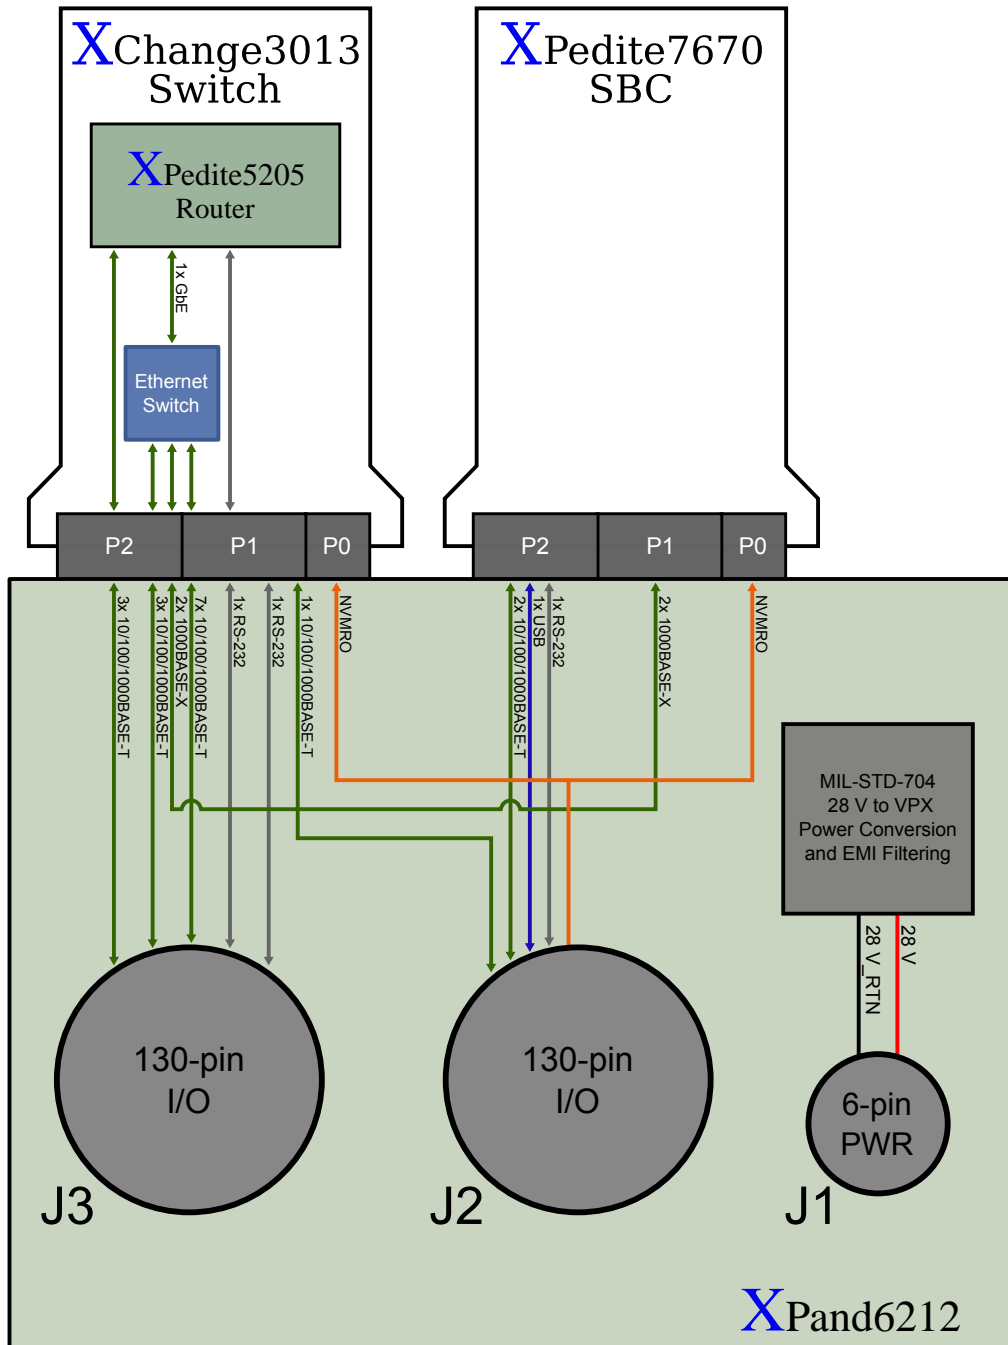 XChange3013
Switch
XPedite5205
Router
1x GbE
Ethernet
Switch
P2
P1
P0
XPedite7670
SBC
P2
P1
P0
3x 10/100/1000BASE-T
3x 10/100/1000BASE-T
2x 1000BASE-X
7x 10/100/1000BASE-T
1x RS-232
1x RS-232
1x 10/100/1000BASE-T
NVMRO
2x 10/100/1000BASE-T
1x USB
1x RS-232
2x 1000BASE-X
NVMRO
MIL-STD-704
28 V to VPX
Power Conversion
and EMI Filtering
28 V_RTN
28 V
130-pin
I/O
J3
130-pin
I/O
J2
6-pin
PWR
J1
XPand6212